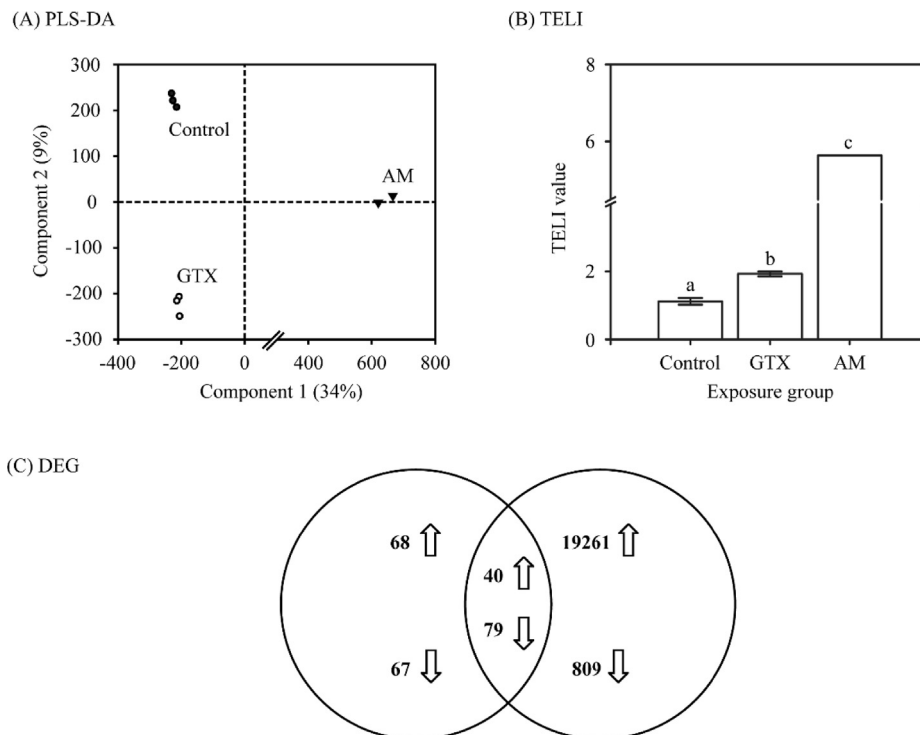 (A) PLS-DA
300
200
100
0
-100
-200
-300
Component 2 (9%)
Control
AM
GTX
-400
-200
0
400
600
800
Component 1 (34%)
(B) TELI
8
6
2
0
TELI value
a
b
c
Control
GTX
AM
Exposure group
(C) DEG
68
19261
40
79
67
809